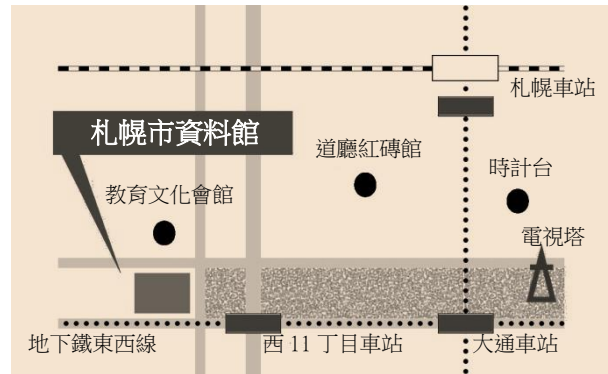 札幌車站
札幌市資料館
道廳紅磚館
時計台
教育文化會館
電視塔
地下鐵東西線
西 11 丁目車站
大通車站